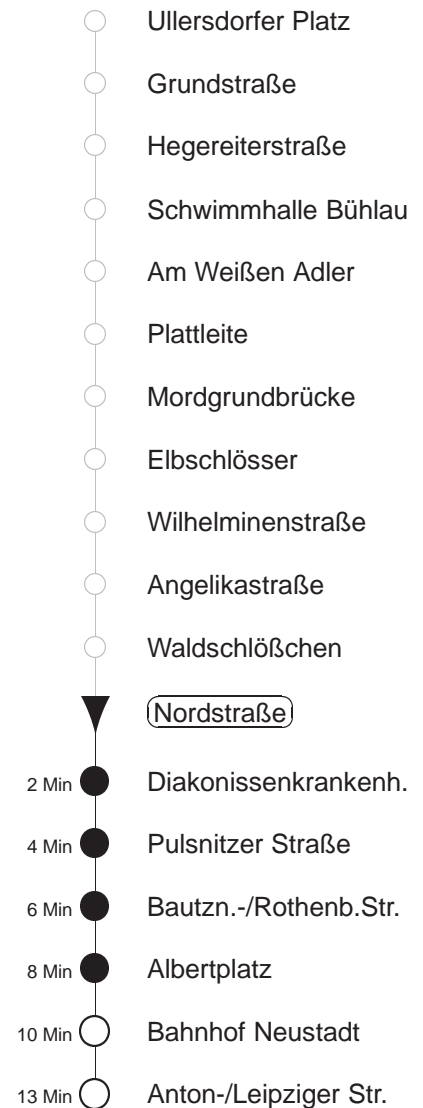 Ullersdorfer Platz
Grundstraße
Hegereiterstraße
Schwimmhalle Bühlau
Am Weißen Adler
Plattleite
Mordgrundbrücke
Elbschlösser
Wilhelminenstraße
Angelikastraße
Waldschlößchen
Nordstraße
2 Min Diakonissenkrankenh.
4 Min Pulsnitzer Straße
6 Min Bautzn.-/Rothenb.Str.
8 Min Albertplatz
10 Min Bahnhof Neustadt
13 Min Anton-/Leipziger Str.